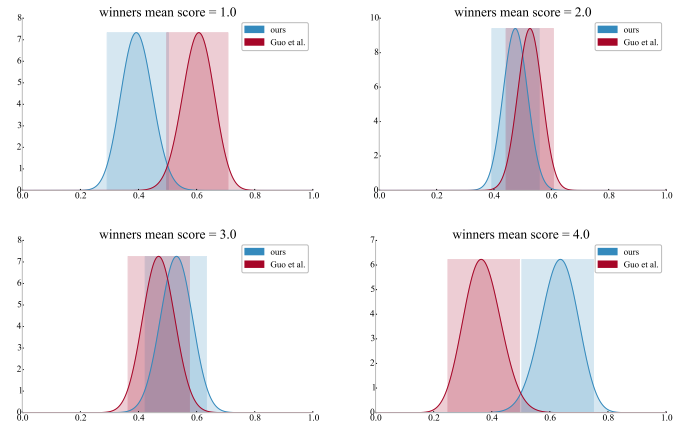 winners mean score = 1.0
8
7
6
5
4
3
2
1
0
0.0 0.2 0.4 0.6 0.8 1.0
ours
Guo et al.
winners mean score = 2.0
10
8
6
4
2
0
0.0 0.2 0.4 0.6 0.8 1.0
ours
Guo et al.
winners mean score = 3.0
8
7
6
5
4
3
2
1
0
0.0 0.2 0.4 0.6 0.8 1.0
ours
Guo et al.
winners mean score = 4.0
7
6
5
4
3
2
1
0
0.0 0.2 0.4 0.6 0.8 1.0
ours
Guo et al.